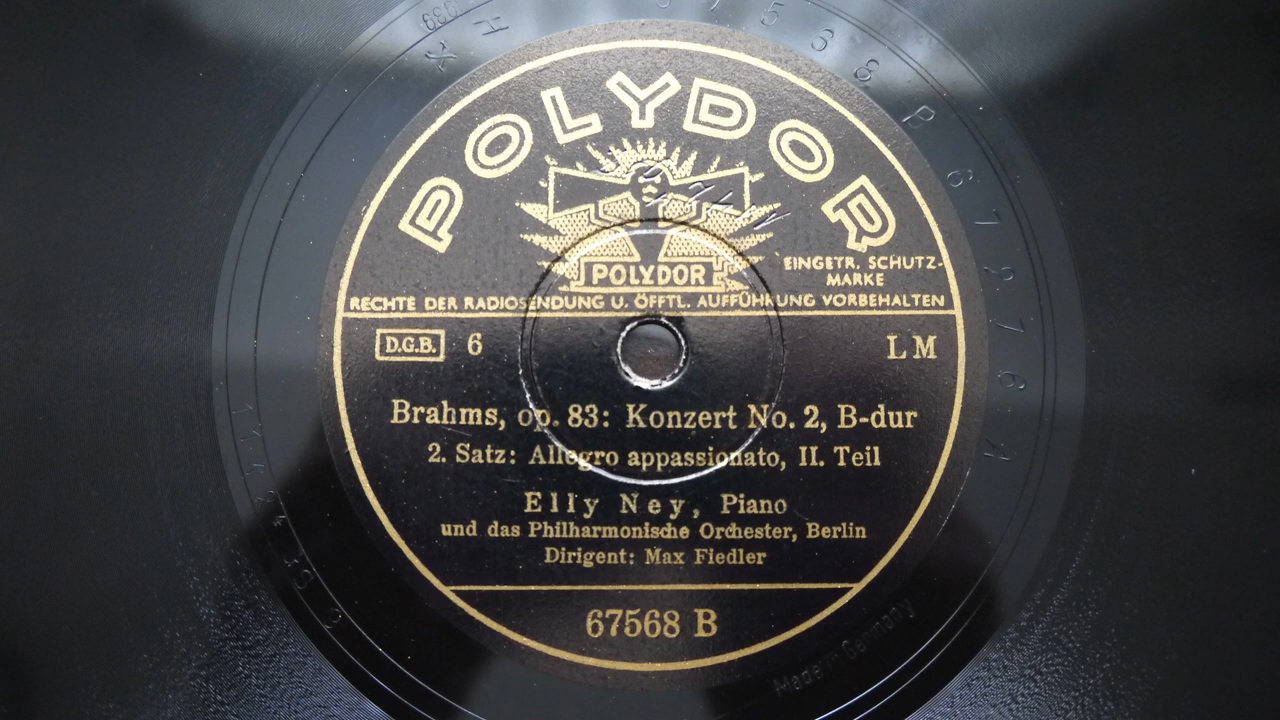 POLYDOR
POLYDOR
EINGETR. SCHUTZ-
MARKE
RECHTE DER RADIOSENDUNG U. ÖFFTL. AUFFÜHRUNG VORBEHALTEN
D.G.B. 6 LM
Brahms, op. 83: Konzert No. 2, B-dur
2. Satz: Allegro appassionato, II. Teil
Elly Ney, Piano
und das Philharmonische Orchester, Berlin
Dirigent: Max Fiedler
67568 B
Made in Germany